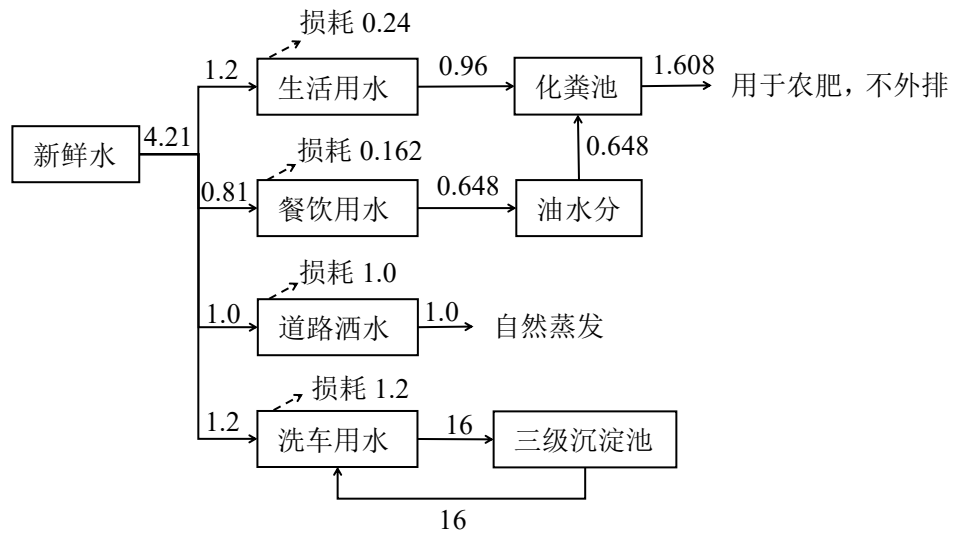 损耗 0.24
1.2
生活用水
0.96
化粪池
1.608
用于农肥，不外排
新鲜水
4.21
损耗 0.162
0.648
0.81
餐饮用水
0.648
油水分
损耗 1.0
1.0
道路洒水
1.0
自然蒸发
损耗 1.2
1.2
洗车用水
16
三级沉淀池
16